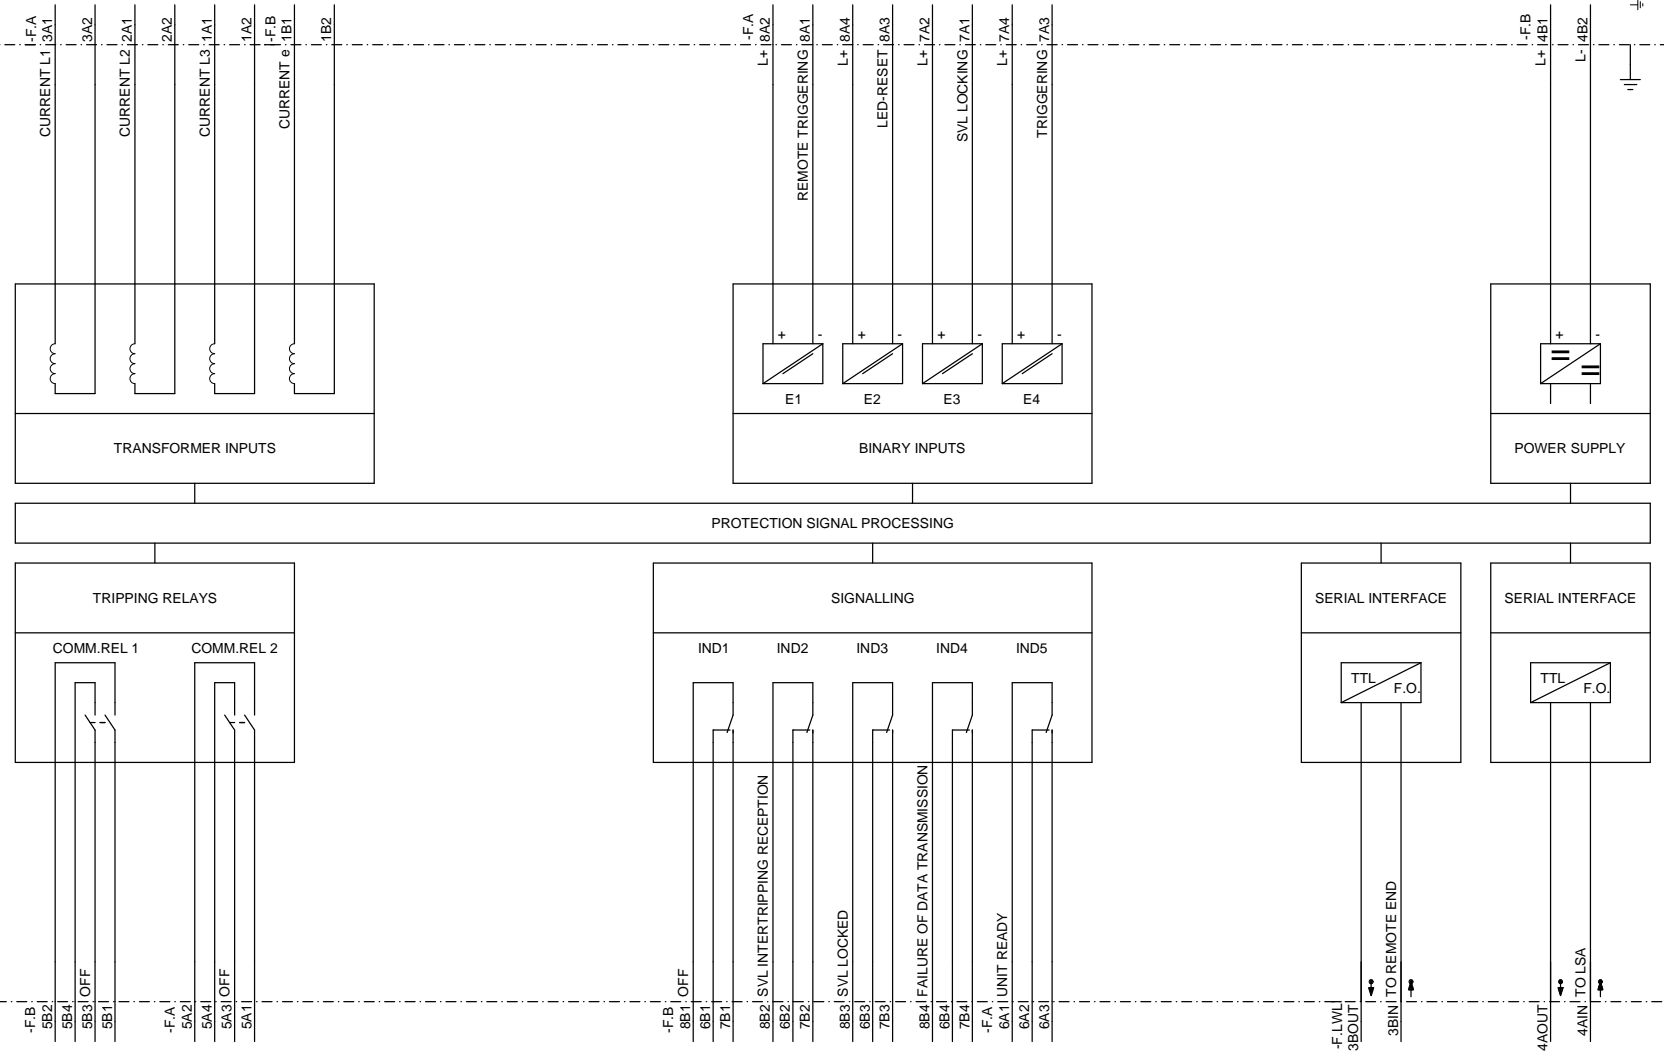 -F.A
3A1
CURRENT L1
3A2
2A1
CURRENT L2
2A2
1A1
CURRENT L3
1A2
-F.B
1B1
CURRENT e
1B2
-F.A
L+ 8A2
REMOTE TRIGGERING 8A1
L+ 8A4
LED-RESET 8A3
L+ 7A2
SVL LOCKING 7A1
L+ 7A4
TRIGGERING 7A3
-F.B
L+ 4B1
L- 4B2
+ -
+ -
+ -
+ -
+ -
E1
E2
E3
E4
TRANSFORMER INPUTS
BINARY INPUTS
POWER SUPPLY
PROTECTION SIGNAL PROCESSING
TRIPPING RELAYS
SIGNALLING
SERIAL INTERFACE
SERIAL INTERFACE
COMM.REL 1
COMM.REL 2
IND1
IND2
IND3
IND4
IND5
TTL
F.O.
TTL
F.O.
-F.B
5B2
5B4
5B3 OFF
5B1
-F.A
5A2
5A4
5A3 OFF
5A1
-F.B
8B1 OFF
6B1
7B1
8B2 SVL INTERTRIPPING RECEPTION
6B2
7B2
8B3 SVL LOCKED
6B3
7B3
8B4 FAILURE OF DATA TRANSMISSION
6B4
7B4
-F.A
6A1 UNIT READY
6A2
6A3
-F.LWL
3BOUT
3BIN TO REMOTE END
4AOUT
4AIN TO LSA